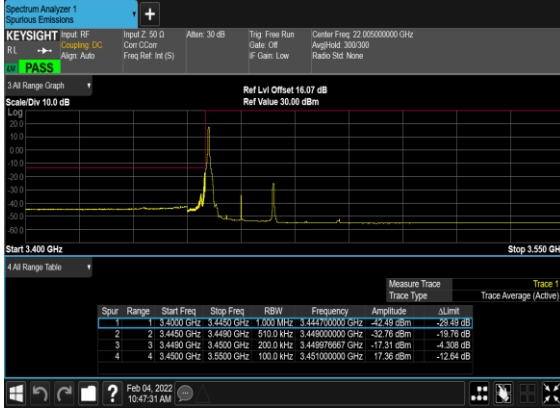 Spectrum Analyzer 1
Spurious Emissions
+
KEYSIGHT
RL
Input: RF
Coupling: DC
Align: Auto
Input Z: 50 Ω
Corr CCorr
Freq Ref: Int (S)
Atten: 30 dB
Trig: Free Run
Gate: Off
IF Gain: Low
Center Freq: 22.005000000 GHz
Avg|Hold: 300/300
Radio Std: None
PASS
3 All Range Graph
Scale/Div 10.0 dB
Ref Lvl Offset 16.07 dB
Ref Value 30.00 dBm
Log
20.0
10.0
0.00
-10.0
-20.0
-30.0
-40.0
-50.0
-60.0
Start 3.400 GHz
Stop 3.550 GH
4 All Range Table
Measure Trace Trace 1
Trace Type Trace Average (Active)
Spur Range Start Freq Stop Freq RBW Frequency Amplitude ΔLimit
1 1 3.4000 GHz 3.4450 GHz 1.000 MHz 3.444700000 GHz -42.49 dBm -29.49 dB
2 2 3.4450 GHz 3.4490 GHz 510.0 kHz 3.449000000 GHz -32.76 dBm -19.76 dB
3 3 3.4490 GHz 3.4500 GHz 200.0 kHz 3.449976667 GHz -17.31 dBm -4.308 dB
4 4 3.4500 GHz 3.5500 GHz 100.0 kHz 3.451000000 GHz 17.36 dBm -12.64 dB
?
Feb 04, 2022
10:47:31 AM